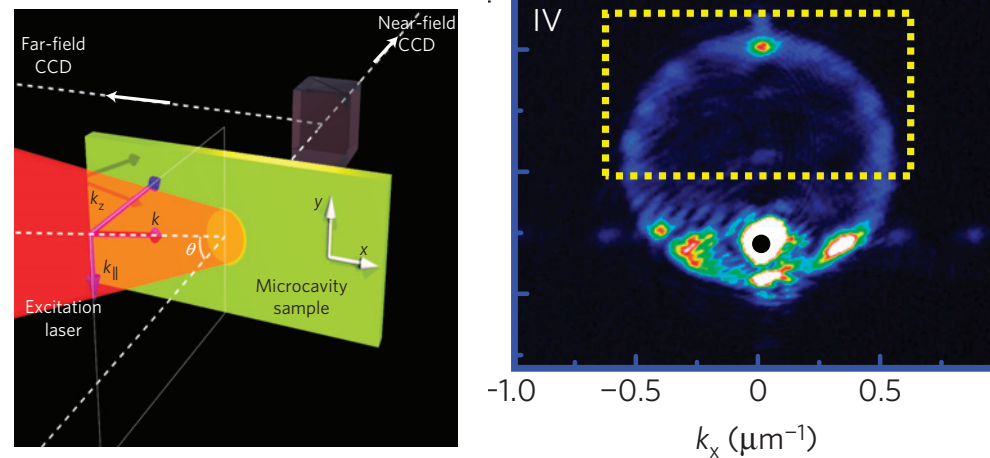 Far-field
CCD
Near-field
CCD
k_z
k
θ
k_∥
y
x
Excitation
laser
Microcavity
sample
IV
-1.0
−0.5
0
0.5
k_x (μm⁻¹)